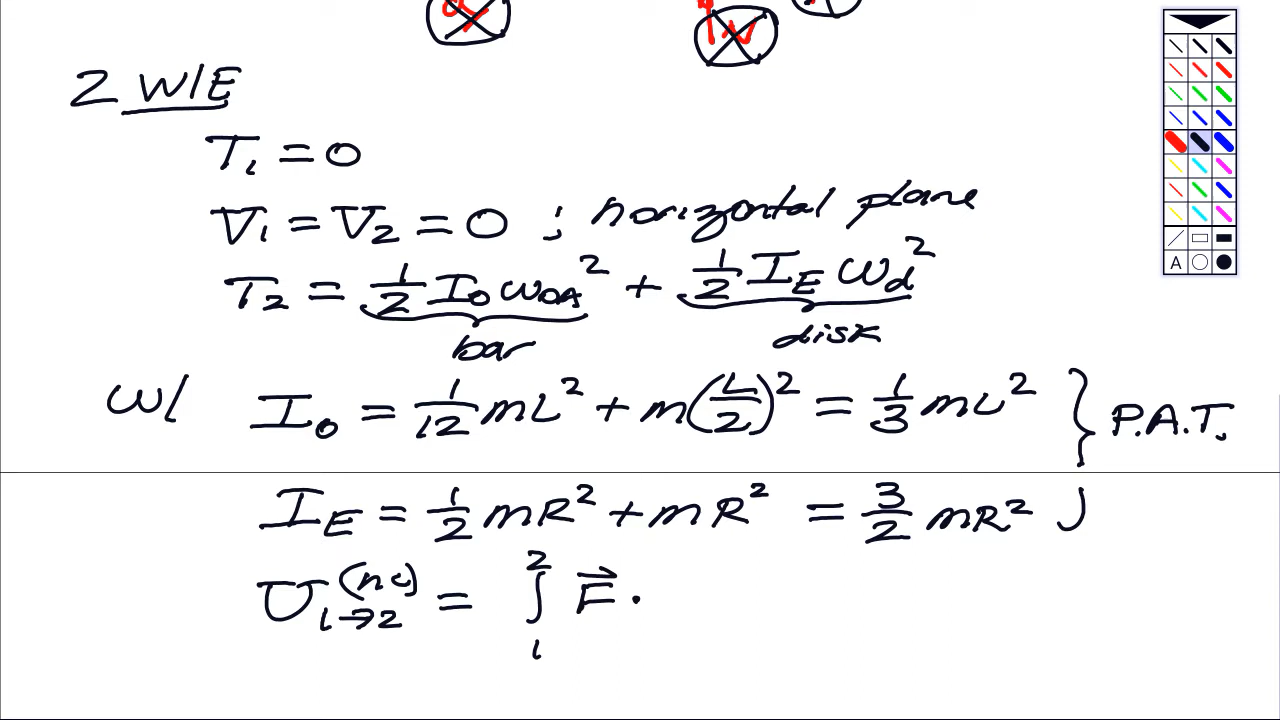 2 W/E
T₁ = 0
V₁ = V₂ = 0 ; horizontal plane
T₂ = ½ I₀ ω_OA² + ½ I_E ω_d²
bar disk
w/ I₀ = 1/12 mL² + m(L/2)² = 1/3 mL² } P.A.T.
I_E = ½ mR² + mR² = 3/2 mR²
U₁→₂^(nc) = ∫₁² F⃗ ·
A